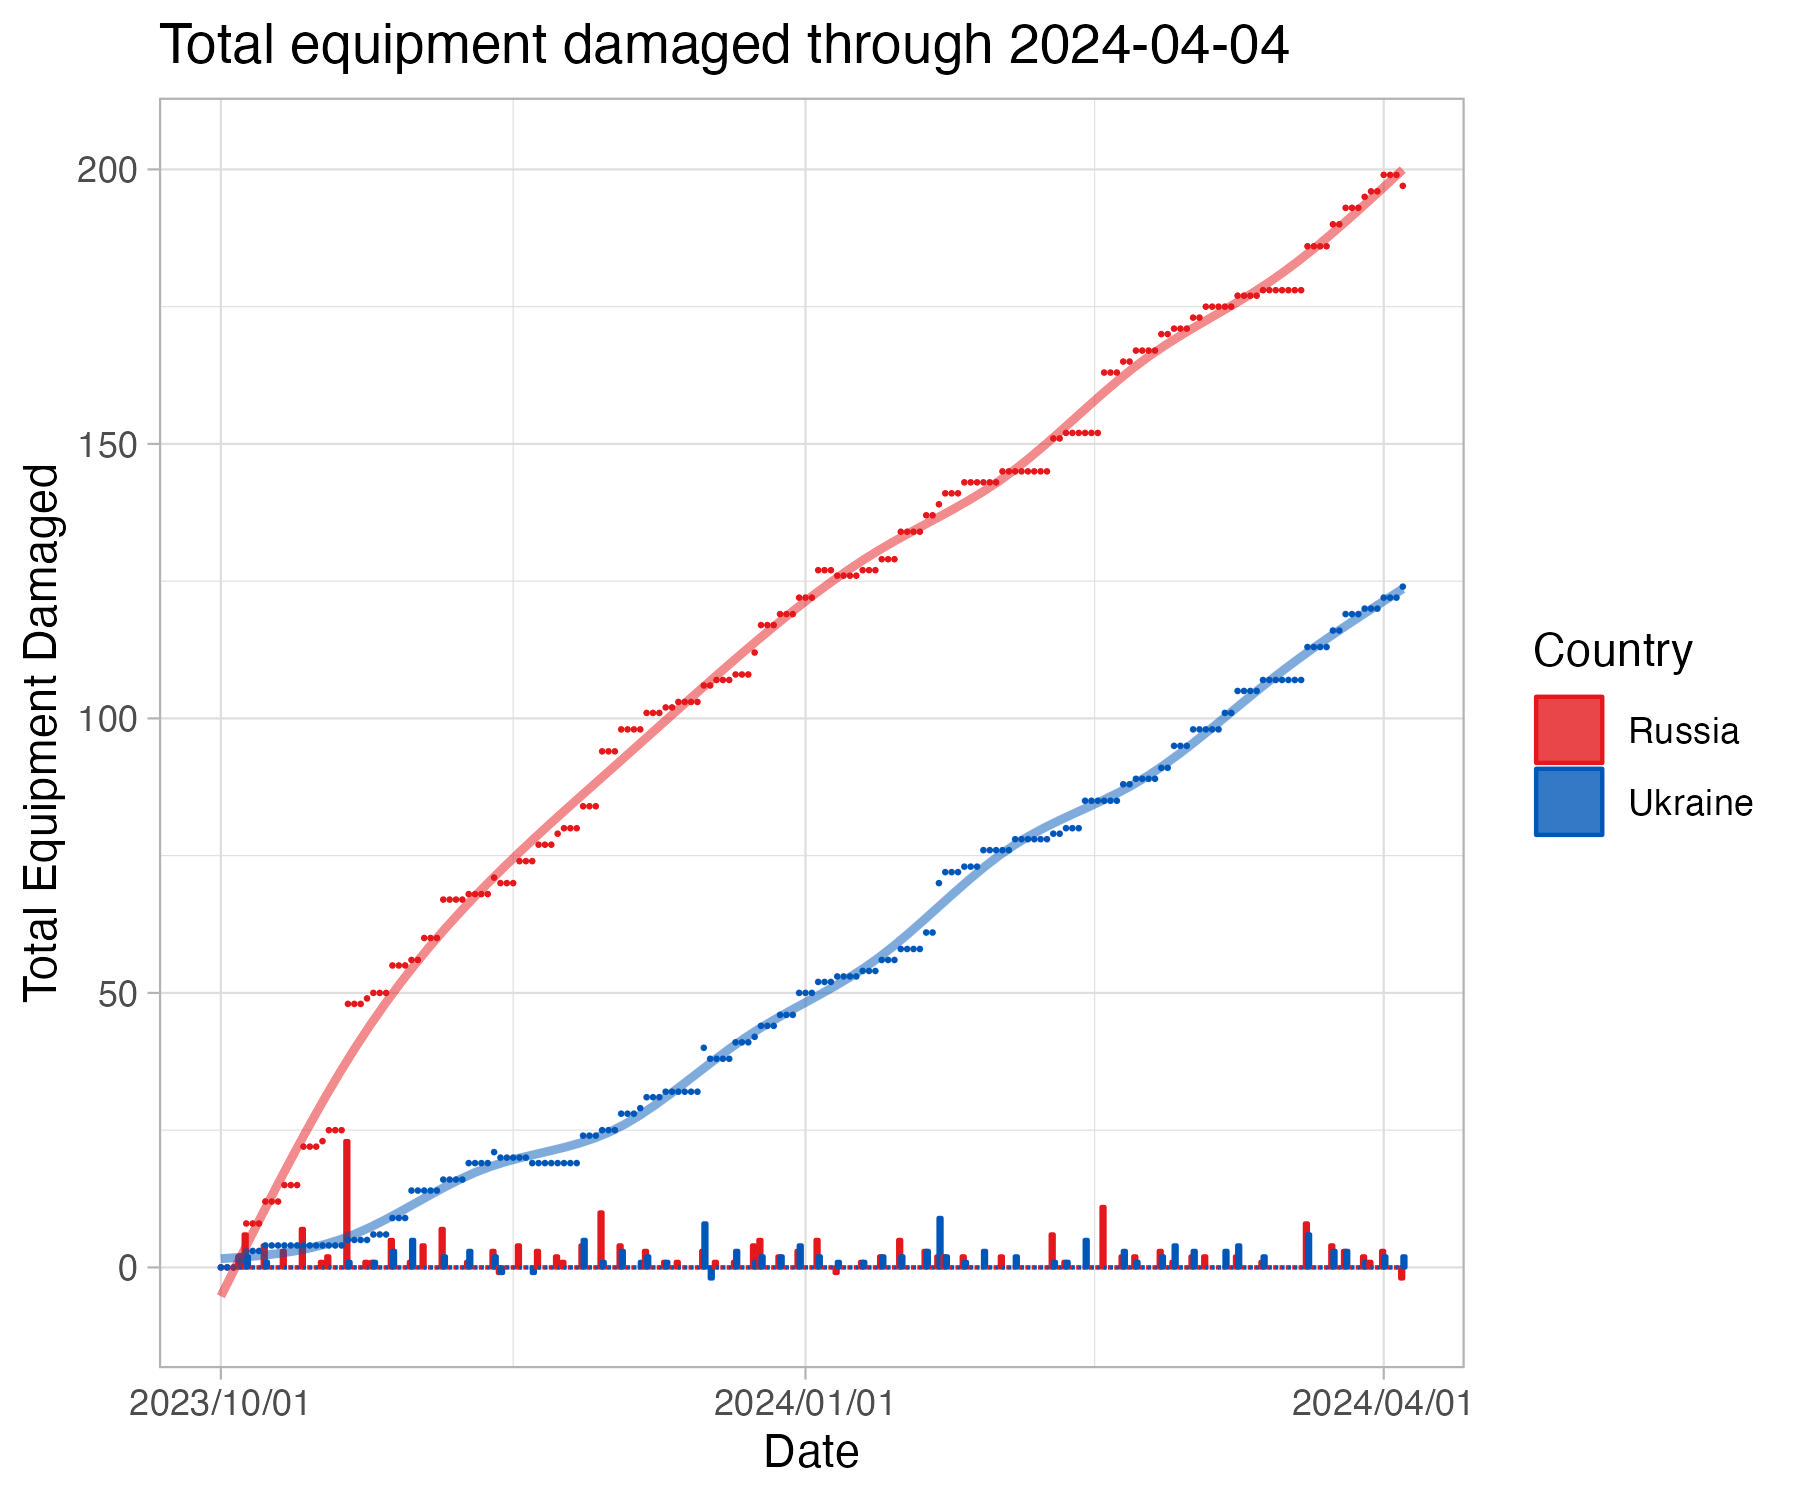 Total equipment damaged through 2024-04-04
Total Equipment Damaged
200
150
100
50
0
2023/10/01
2024/01/01
2024/04/01
Date
Country
Russia
Ukraine